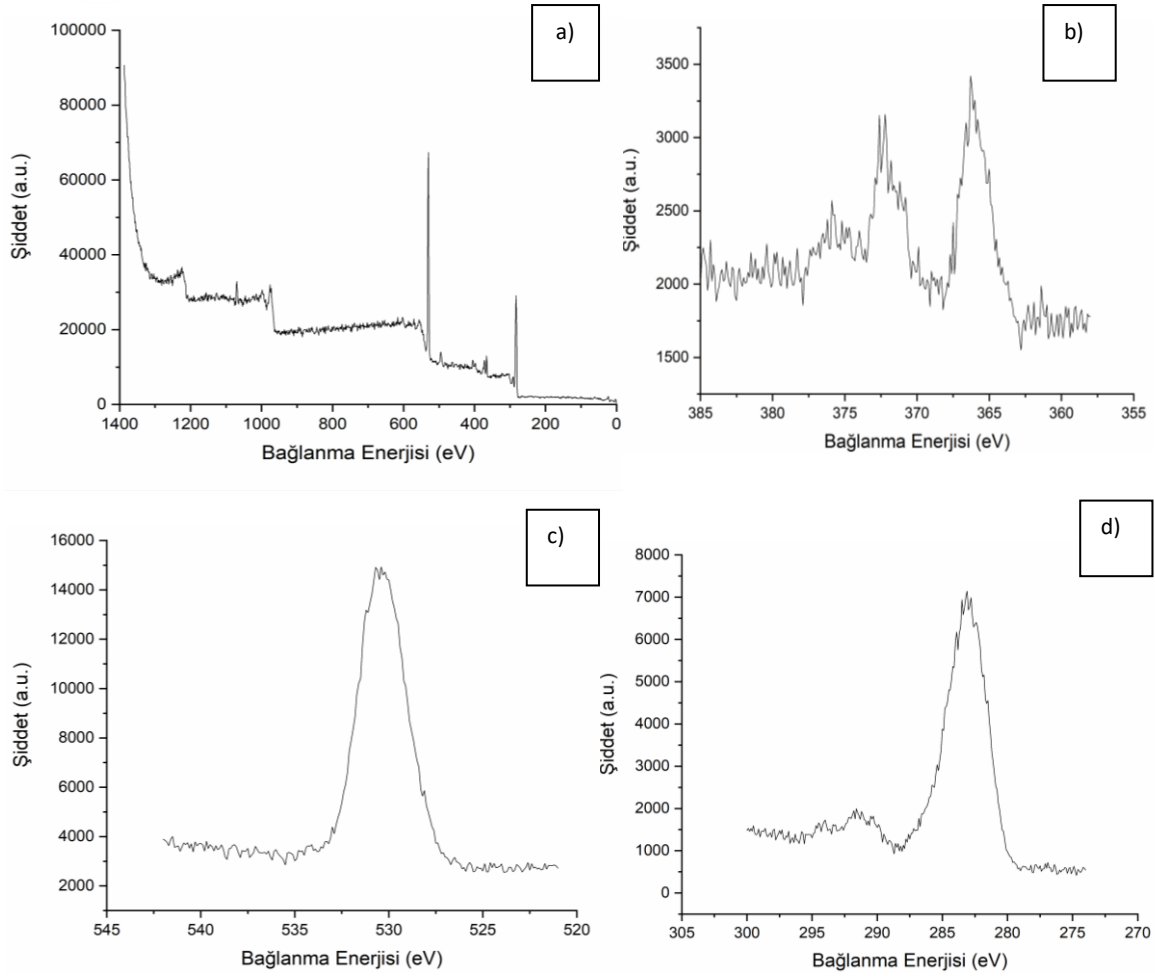 a)
100000
80000
60000
40000
20000
0
1400 1200 1000 800 600 400 200 0
Şiddet (a.u.)
Bağlanma Enerjisi (eV)
b)
3500
3000
2500
2000
1500
385 380 375 370 365 360 355
Şiddet (a.u.)
Bağlanma Enerjisi (eV)
c)
16000
14000
12000
10000
8000
6000
4000
2000
545 540 535 530 525 520
Şiddet (a.u.)
Bağlanma Enerjisi (eV)
d)
8000
7000
6000
5000
4000
3000
2000
1000
0
305 300 295 290 285 280 275 270
Şiddet (a.u.)
Bağlanma Enerjisi (eV)